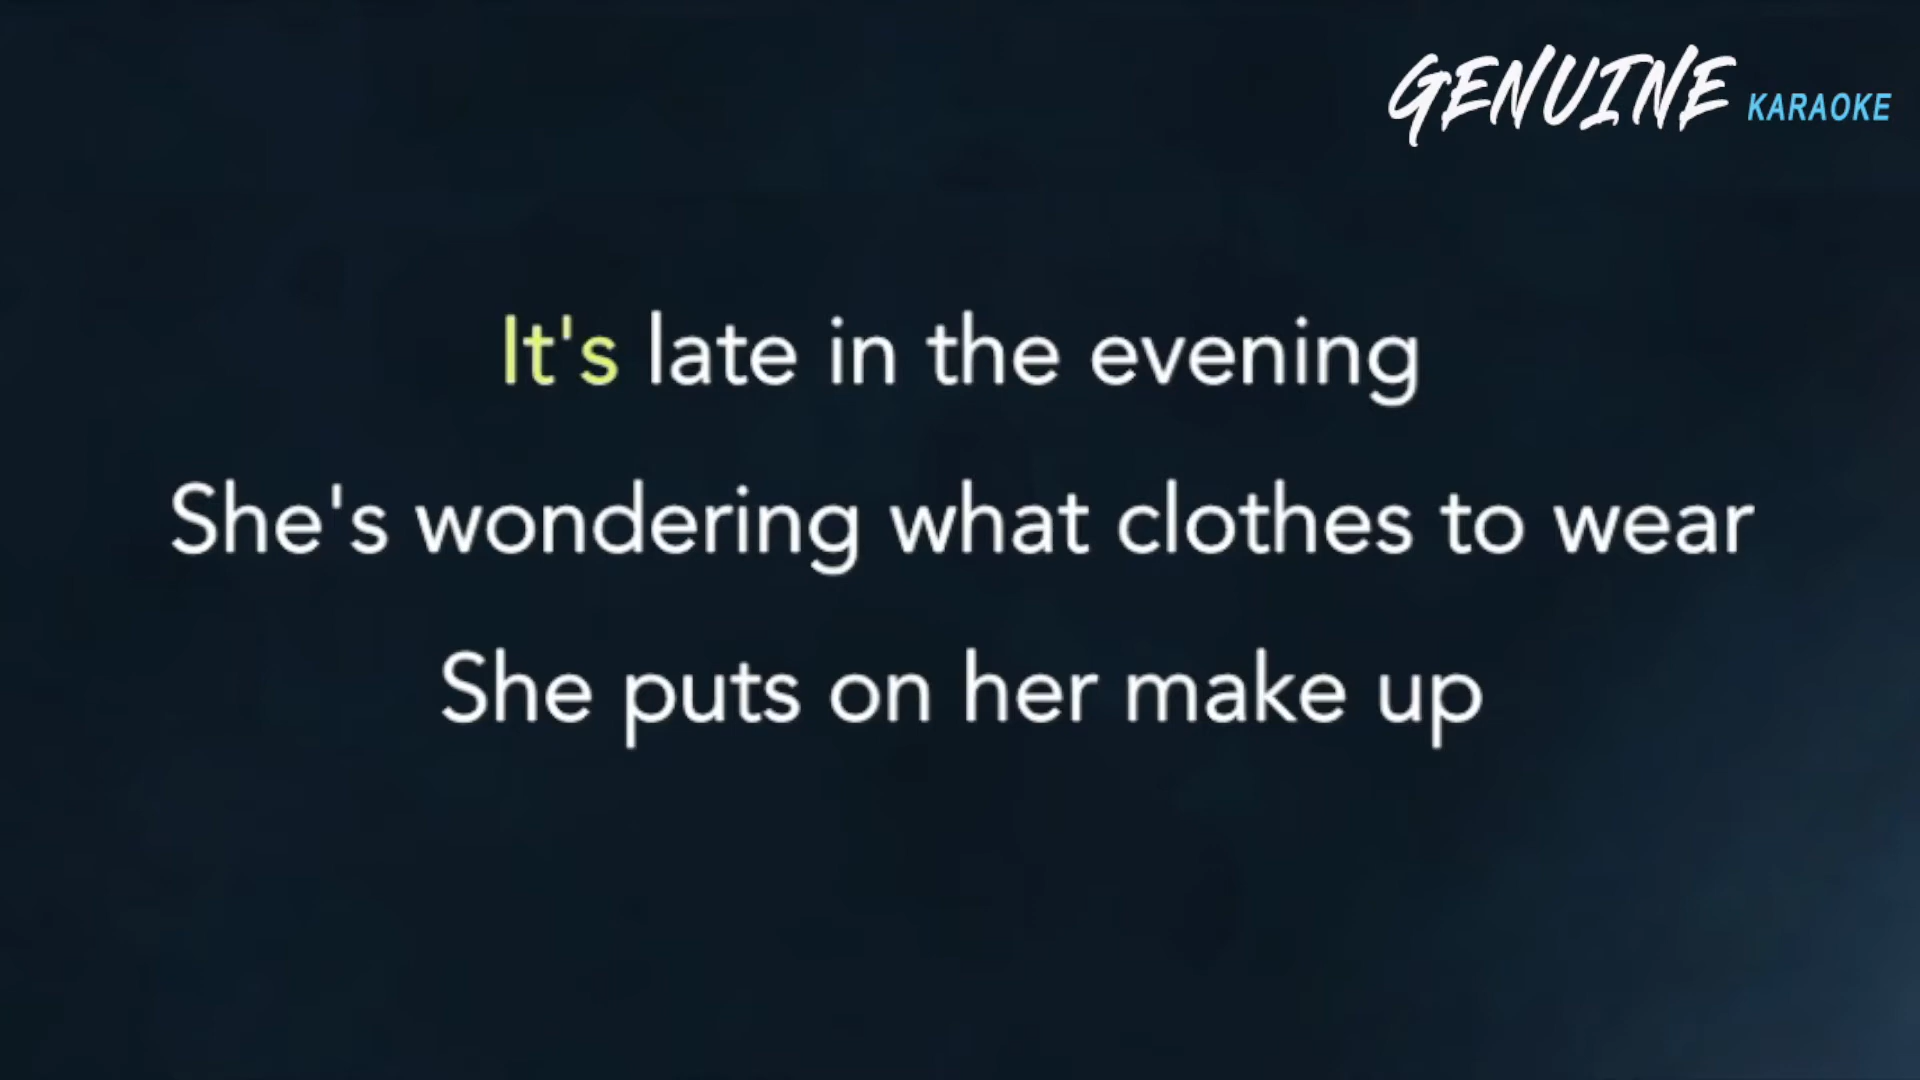 GENUINE KARAOKE
It's late in the evening
She's wondering what clothes to wear
She puts on her make up